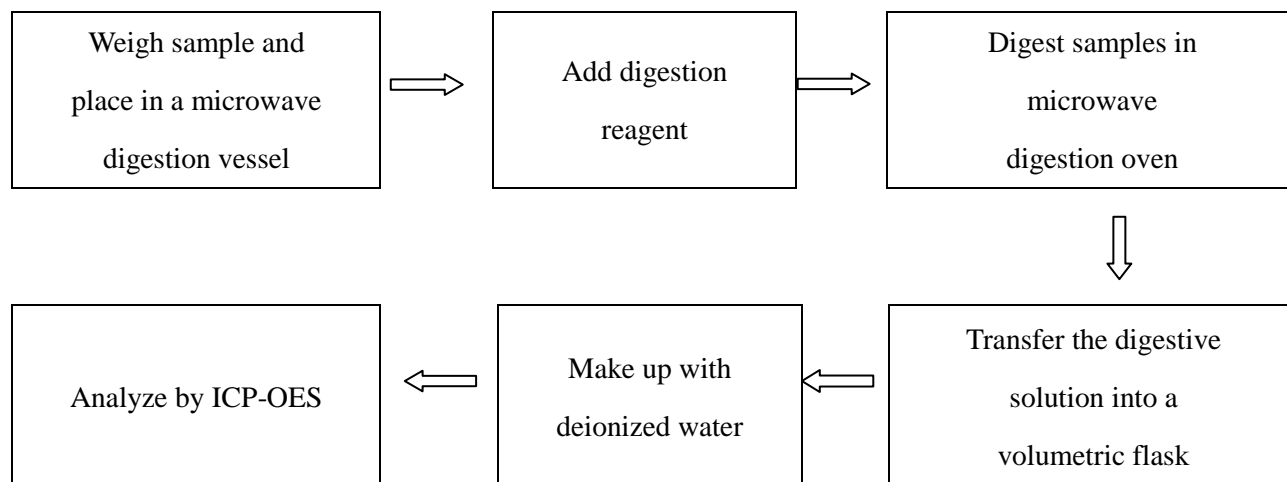 Weigh sample and
place in a microwave
digestion vessel
Add digestion
reagent
Digest samples in
microwave
digestion oven
Transfer the digestive
solution into a
volumetric flask
Make up with
deionized water
Analyze by ICP-OES